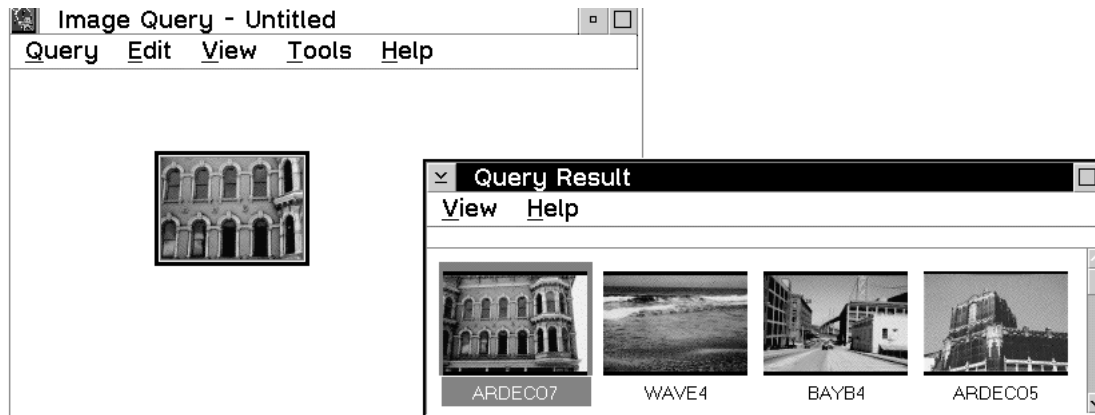 Image Query - Untitled
Query Edit View Tools Help
Query Result
View Help
ARDECO7 WAVE4 BAYB4 ARDECO5